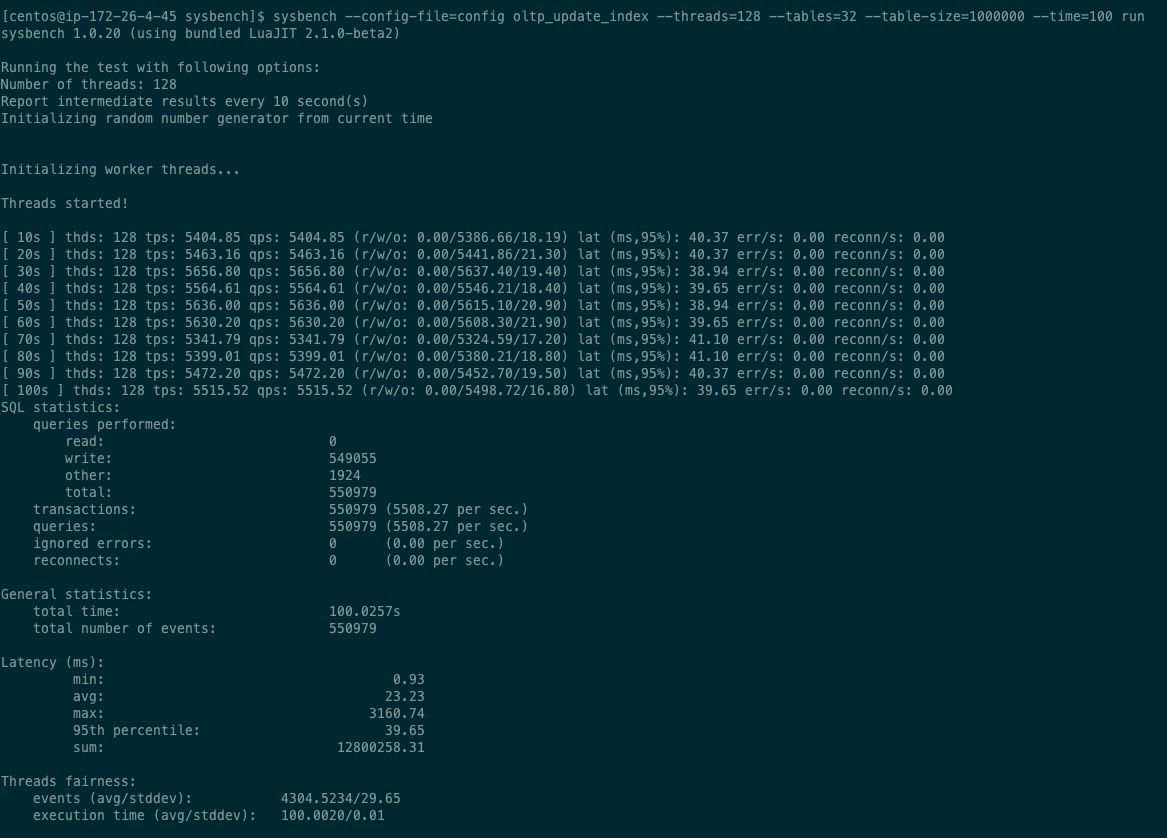 [centos@ip-172-26-4-45 sysbench]$ sysbench --config-file=config oltp_update_index --threads=128 --tables=32 --table-size=1000000 --time=100 run
sysbench 1.0.20 (using bundled LuaJIT 2.1.0-beta2)
Running the test with following options:
Number of threads: 128
Report intermediate results every 10 second(s)
Initializing random number generator from current time
Initializing worker threads...
Threads started!
[ 10s ] thds: 128 tps: 5404.85 qps: 5404.85 (r/w/o: 0.00/5386.66/18.19) lat (ms,95%): 40.37 err/s: 0.00 reconn/s: 0.00
[ 20s ] thds: 128 tps: 5463.16 qps: 5463.16 (r/w/o: 0.00/5441.86/21.30) lat (ms,95%): 40.37 err/s: 0.00 reconn/s: 0.00
[ 30s ] thds: 128 tps: 5656.80 qps: 5656.80 (r/w/o: 0.00/5637.40/19.40) lat (ms,95%): 38.94 err/s: 0.00 reconn/s: 0.00
[ 40s ] thds: 128 tps: 5564.61 qps: 5564.61 (r/w/o: 0.00/5546.21/18.40) lat (ms,95%): 39.65 err/s: 0.00 reconn/s: 0.00
[ 50s ] thds: 128 tps: 5636.00 qps: 5636.00 (r/w/o: 0.00/5615.10/20.90) lat (ms,95%): 38.94 err/s: 0.00 reconn/s: 0.00
[ 60s ] thds: 128 tps: 5630.20 qps: 5630.20 (r/w/o: 0.00/5608.30/21.90) lat (ms,95%): 39.65 err/s: 0.00 reconn/s: 0.00
[ 70s ] thds: 128 tps: 5341.79 qps: 5341.79 (r/w/o: 0.00/5324.59/17.20) lat (ms,95%): 41.10 err/s: 0.00 reconn/s: 0.00
[ 80s ] thds: 128 tps: 5399.01 qps: 5399.01 (r/w/o: 0.00/5380.21/18.80) lat (ms,95%): 41.10 err/s: 0.00 reconn/s: 0.00
[ 90s ] thds: 128 tps: 5472.20 qps: 5472.20 (r/w/o: 0.00/5452.70/19.50) lat (ms,95%): 40.37 err/s: 0.00 reconn/s: 0.00
[ 100s ] thds: 128 tps: 5515.52 qps: 5515.52 (r/w/o: 0.00/5498.72/16.80) lat (ms,95%): 39.65 err/s: 0.00 reconn/s: 0.00
SQL statistics:
    queries performed:
        read:                            0
        write:                           549055
        other:                           1924
        total:                           550979
    transactions:                        550979 (5508.27 per sec.)
    queries:                             550979 (5508.27 per sec.)
    ignored errors:                      0      (0.00 per sec.)
    reconnects:                          0      (0.00 per sec.)
General statistics:
    total time:                          100.0257s
    total number of events:              550979
Latency (ms):
         min:                                    0.93
         avg:                                   23.23
         max:                                 3160.74
         95th percentile:                       39.65
         sum:                             12800258.31
Threads fairness:
    events (avg/stddev):           4304.5234/29.65
    execution time (avg/stddev):   100.0020/0.01